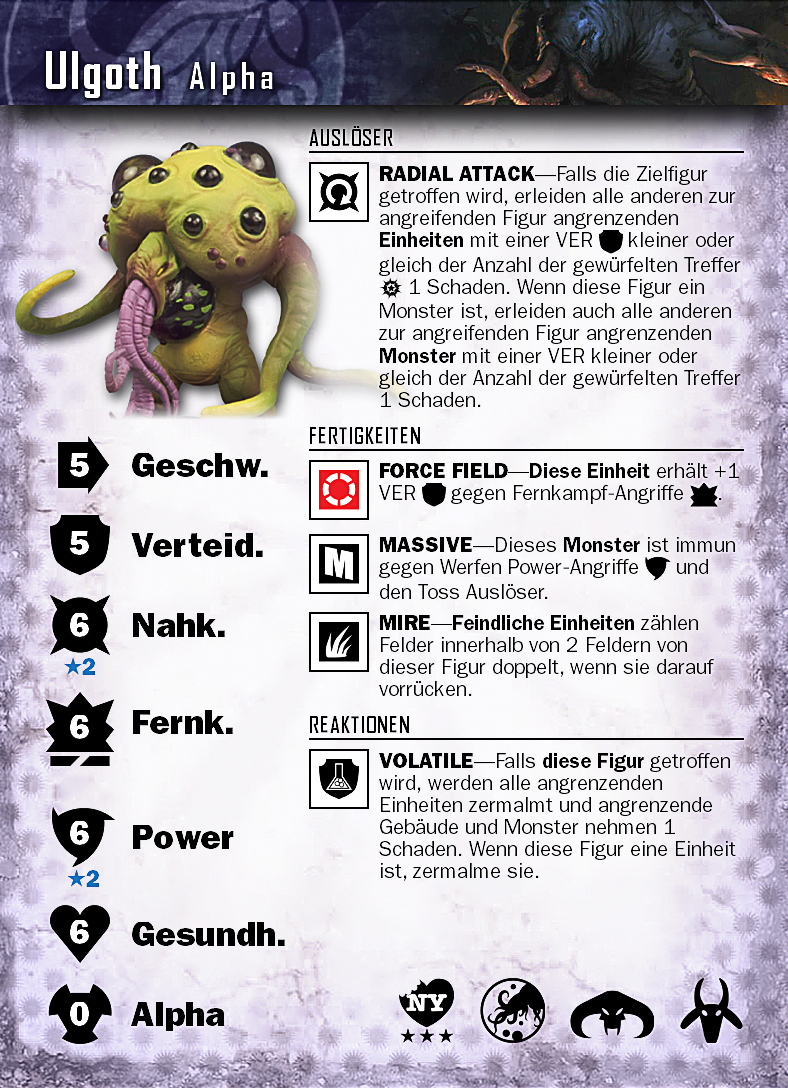 Ulgoth Alpha
AUSLÖSER
RADIAL ATTACK—Falls die Zielfigur
getroffen wird, erleiden alle anderen zur
angreifenden Figur angrenzenden
Einheiten mit einer VER kleiner oder
gleich der Anzahl der gewürfelten Treffer
1 Schaden. Wenn diese Figur ein
Monster ist, erleiden auch alle anderen
zur angreifenden Figur angrenzenden
Monster mit einer VER kleiner oder
gleich der Anzahl der gewürfelten Treffer
1 Schaden.
FERTIGKEITEN
FORCE FIELD—Diese Einheit erhält +1
VER gegen Fernkampf-Angriffe .
M
MASSIVE—Dieses Monster ist immun
gegen Werfen Power-Angriffe und
den Toss Auslöser.
MIRE—Feindliche Einheiten zählen
Felder innerhalb von 2 Feldern von
dieser Figur doppelt, wenn sie darauf
vorrücken.
REAKTIONEN
VOLATILE—Falls diese Figur getroffen
wird, werden alle angrenzenden
Einheiten zermalmt und angrenzende
Gebäude und Monster nehmen 1
Schaden. Wenn diese Figur eine Einheit
ist, zermalme sie.
5 Geschw.
5 Verteid.
6 Nahk.
★2
6 Fernk.
6 Power
★2
6 Gesundh.
0 Alpha
NY
★★★